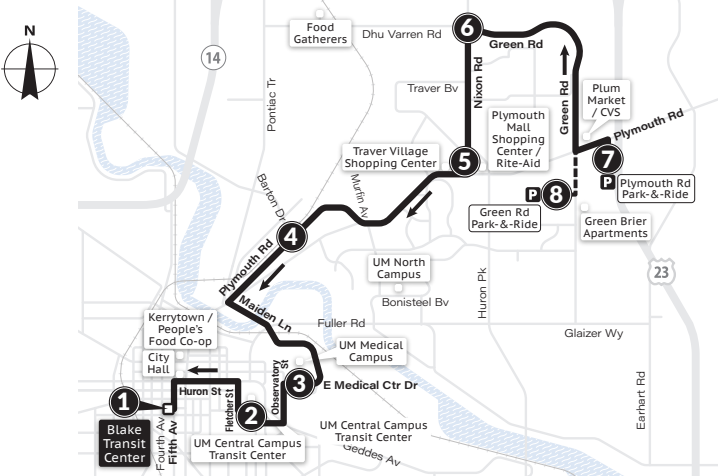 N
14
Food
Gatherers
Dhu Varren Rd
6
Green Rd
Pontiac Tr
Traver Bv
Nixon Rd
Green Rd
Plum
Market
/ CVS
Plymouth Rd
Plymouth
Mall
Shopping
Center /
Rite-Aid
Traver Village
Shopping Center
5
7
P
Plymouth Rd
Park-&-Ride
P
8
Green Rd
Park-&-Ride
Green Brier
Apartments
Barton Dr
Murfin Av
4
Plymouth Rd
UM North
Campus
Bonisteel Bv
Huron Pk
23
Maiden Ln
Fuller Rd
Glazier Wy
Kerrytown /
People's
Food Co-op
City
Hall
UM Medical
Campus
Observatory
St
3
E Medical Ctr Dr
Huron St
Fletcher St
1
2
Blake
Transit
Center
Fourth Av
Fifth Av
UM Central Campus
Transit Center
UM Central Campus
Transit Center
Geddes Av
Earhart Rd